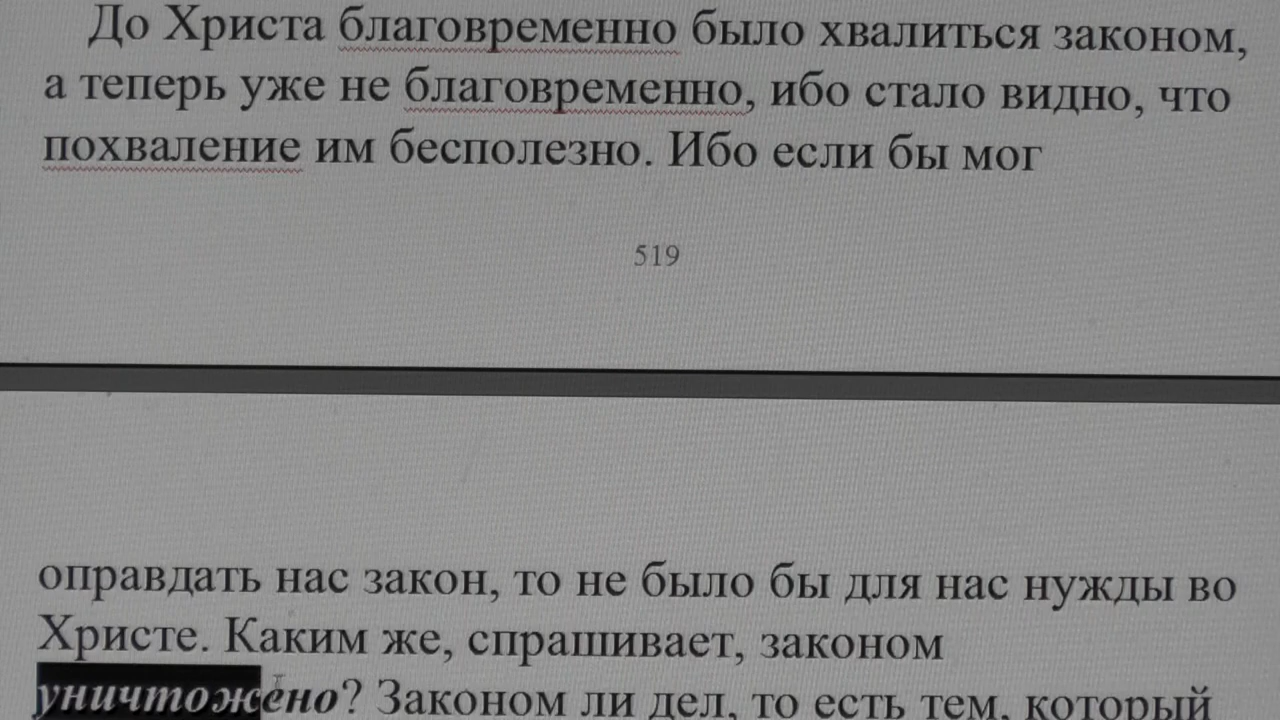 До Христа благовременно было хвалиться законом,
а теперь уже не благовременно, ибо стало видно, что
похваление им бесполезно. Ибо если бы мог
519
оправдать нас закон, то не было бы для нас нужды во
Христе. Каким же, спрашивает, законом
уничтожено? Законом ли дел, то есть тем, который